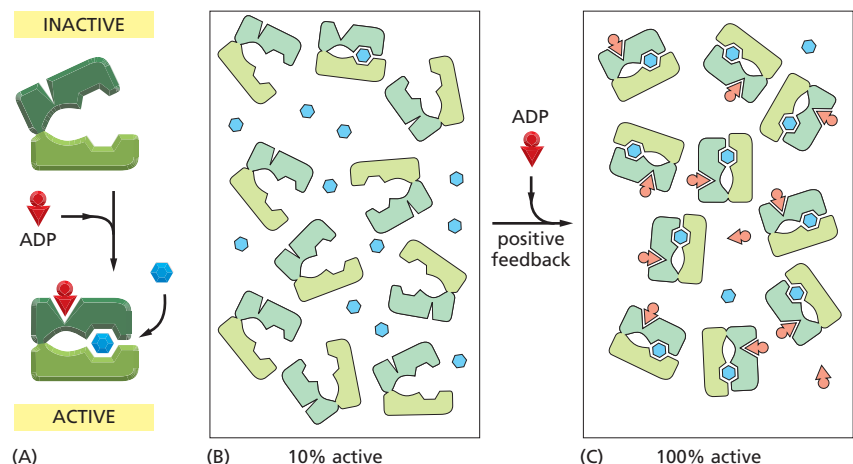 INACTIVE
ADP
ACTIVE
(A)
(B)
10% active
ADP
positive
feedback
(C)
100% active